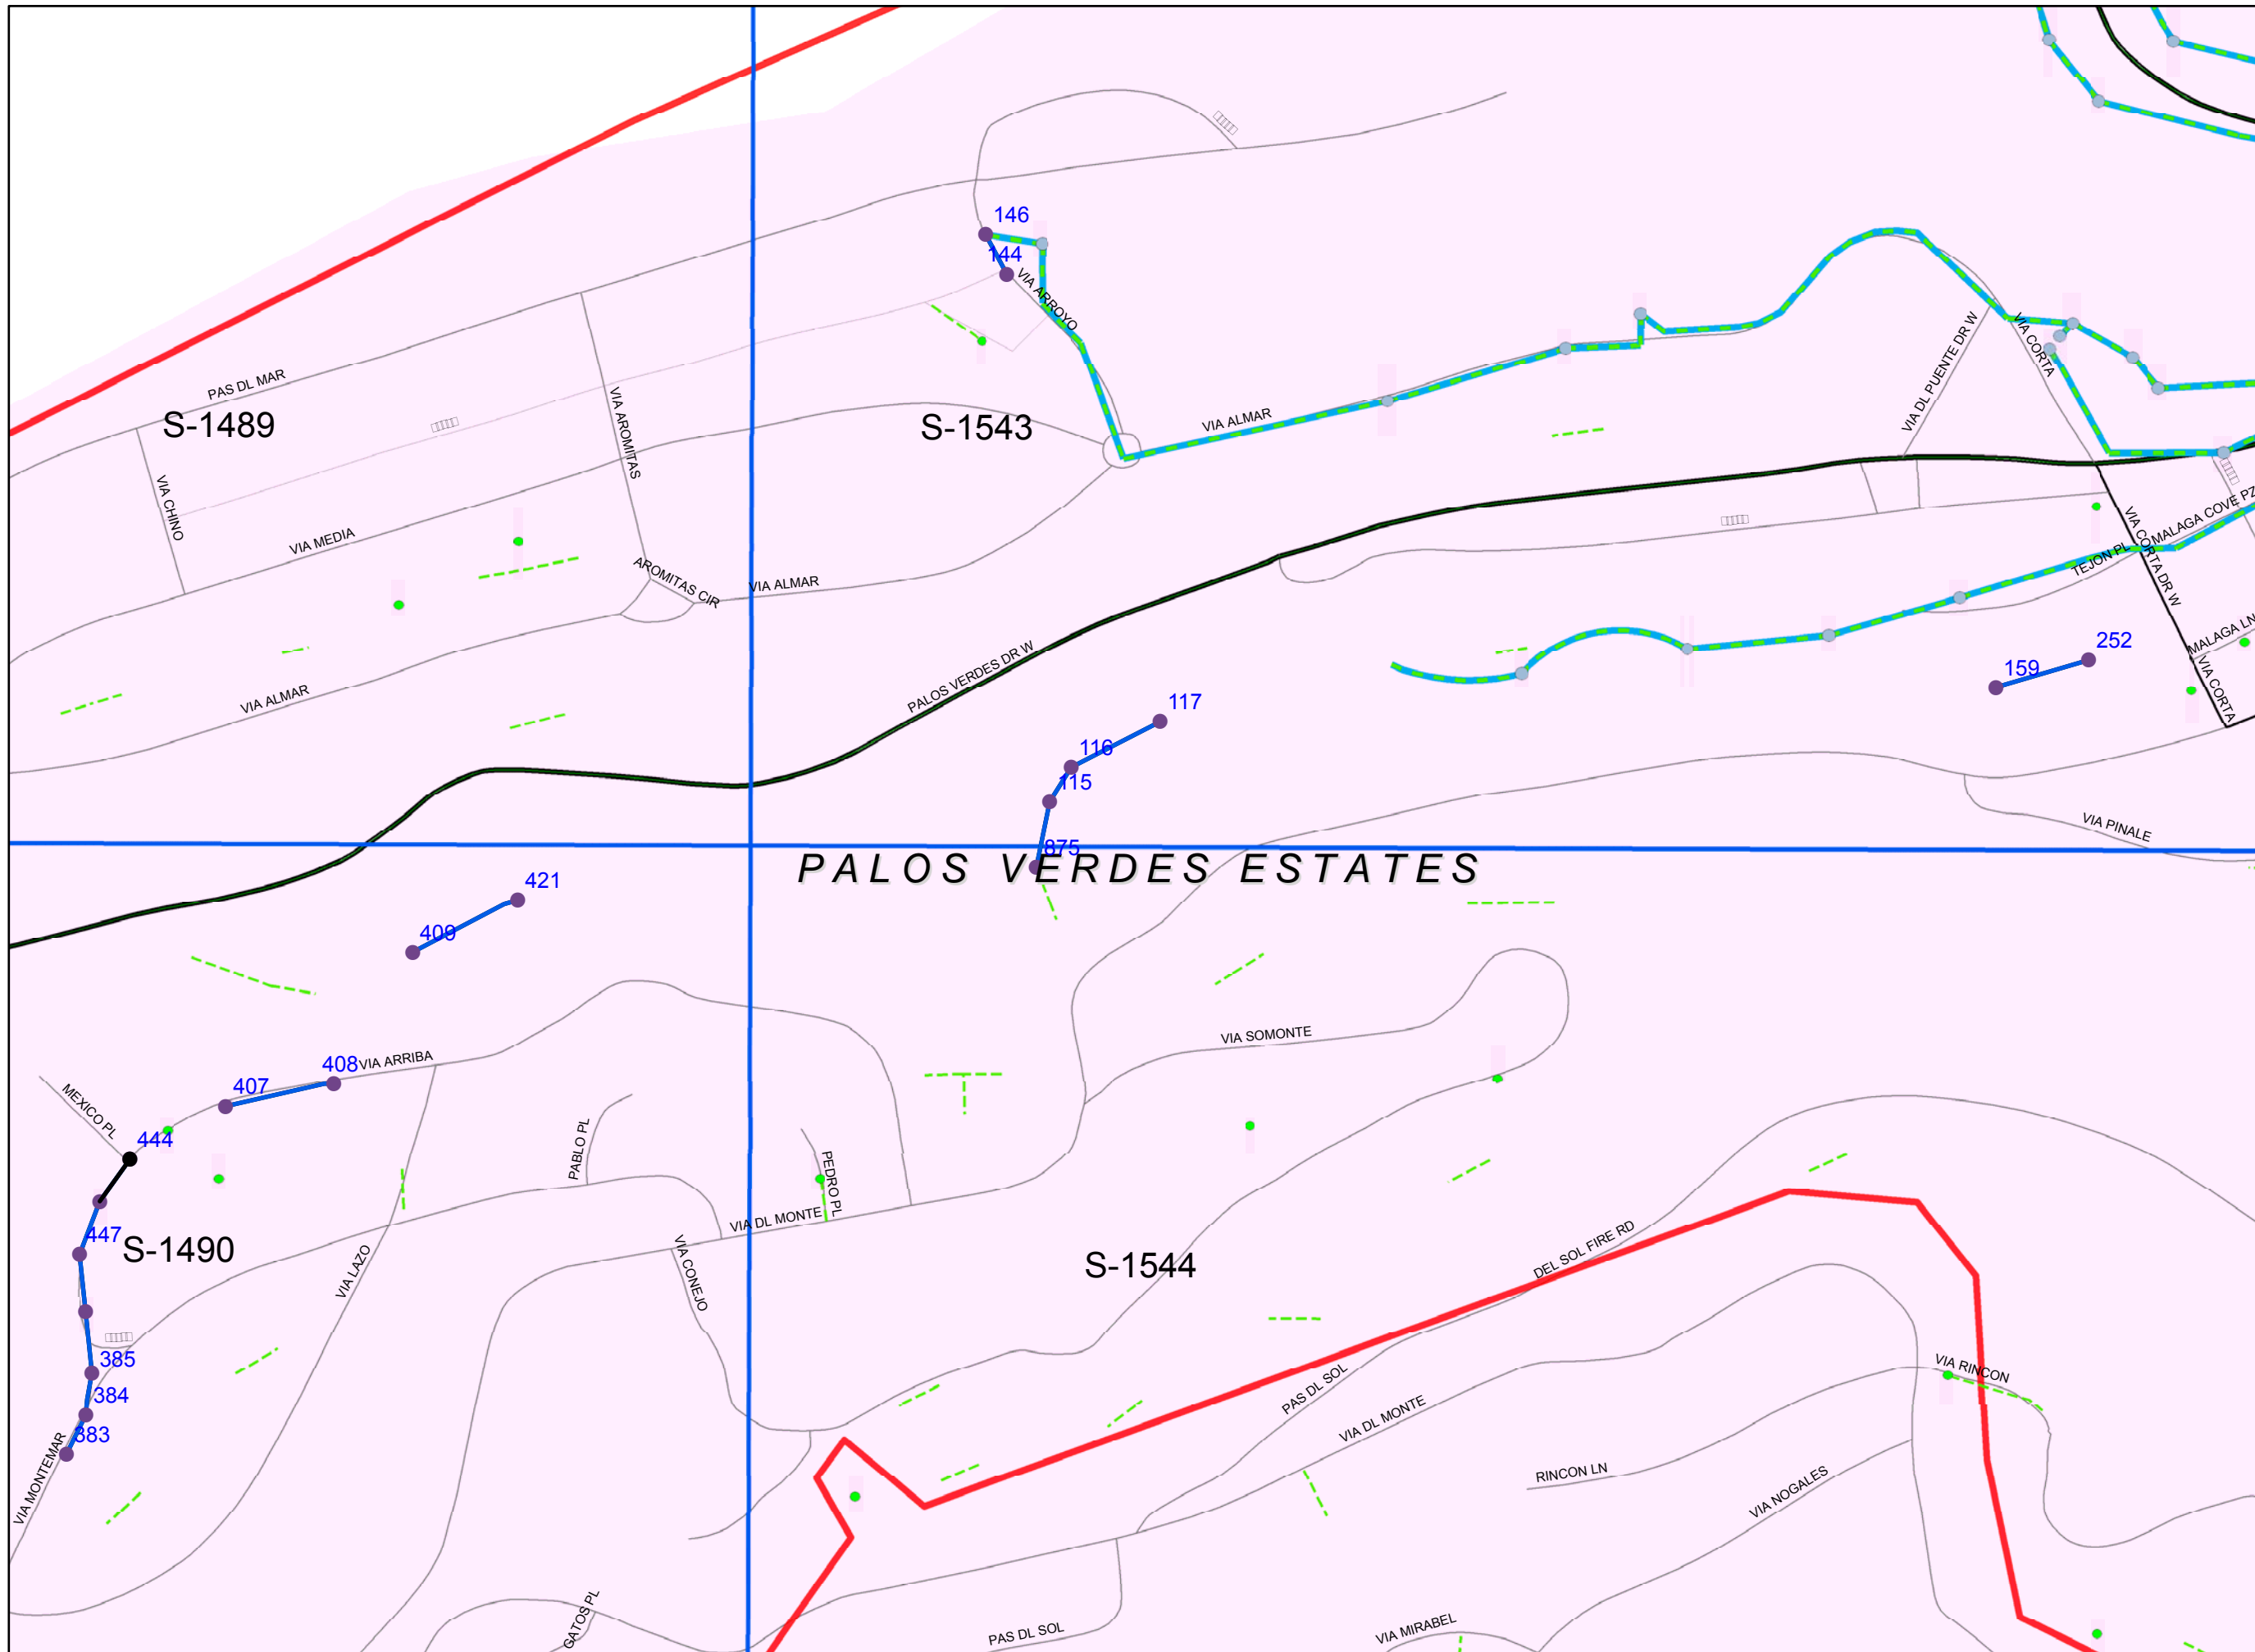 146
144
VIA ARROYO
VIA CORTA
VIA DL PUENTE DR W
PAS DL MAR
S-1489
VIA AROMITAS
S-1543
VIA ALMAR
VIA CHINO
VIA MEDIA
MALAGA COVE PZ
VIA CORTA DR W
TEJON PL
AROMITAS CIR
VIA ALMAR
MALAGA LN
252
159
VIA CORTA
PALOS VERDES DR W
VIA ALMAR
117
116
115
VIA PINALE
875
PALOS VERDES ESTATES
421
409
VIA SOMONTE
408
VIA ARRIBA
407
MEXICO PL
444
PABLO PL
PEDRO PL
VIA DL MONTE
447
S-1490
VIA LAZO
VIA CONEJO
S-1544
DEL SOL FIRE RD
385
384
383
VIA MONTEMAR
PAS DL SOL
VIA DL MONTE
VIA RINCON
RINCON LN
VIA NOGALES
GATOS PL
PAS DL SOL
VIA MIRABEL